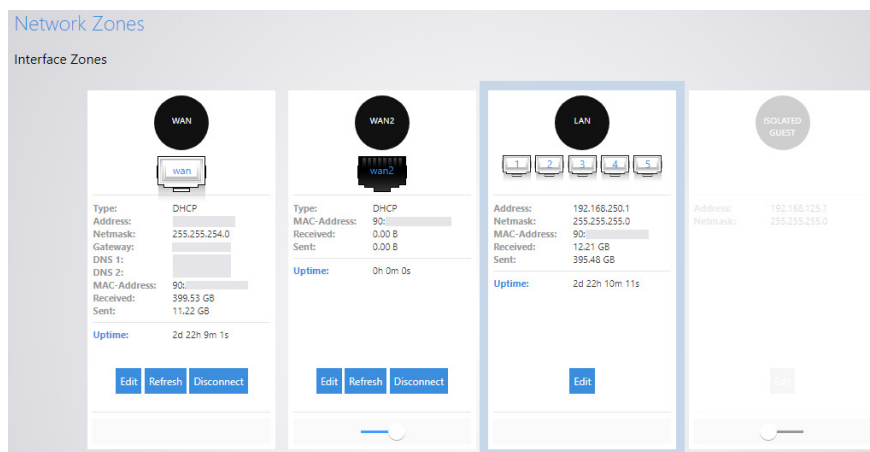 Network Zones
Interface Zones
WAN
wan
Type: DHCP
Address:
Netmask: 255.255.254.0
Gateway:
DNS 1:
DNS 2:
MAC-Address: 90:
Received: 399.53 GB
Sent: 11.22 GB
Uptime: 2d 22h 9m 1s
Edit Refresh Disconnect
WAN2
wan2
Type: DHCP
MAC-Address: 90:
Received: 0.00 B
Sent: 0.00 B
Uptime: 0h 0m 0s
Edit Refresh Disconnect
LAN
1 2 3 4 5
Address: 192.168.250.1
Netmask: 255.255.255.0
MAC-Address: 90:
Received: 12.21 GB
Sent: 395.48 GB
Uptime: 2d 22h 10m 11s
Edit
ISOLATED
GUEST
Address: 192.168.125.1
Netmask: 255.255.255.0
Edit